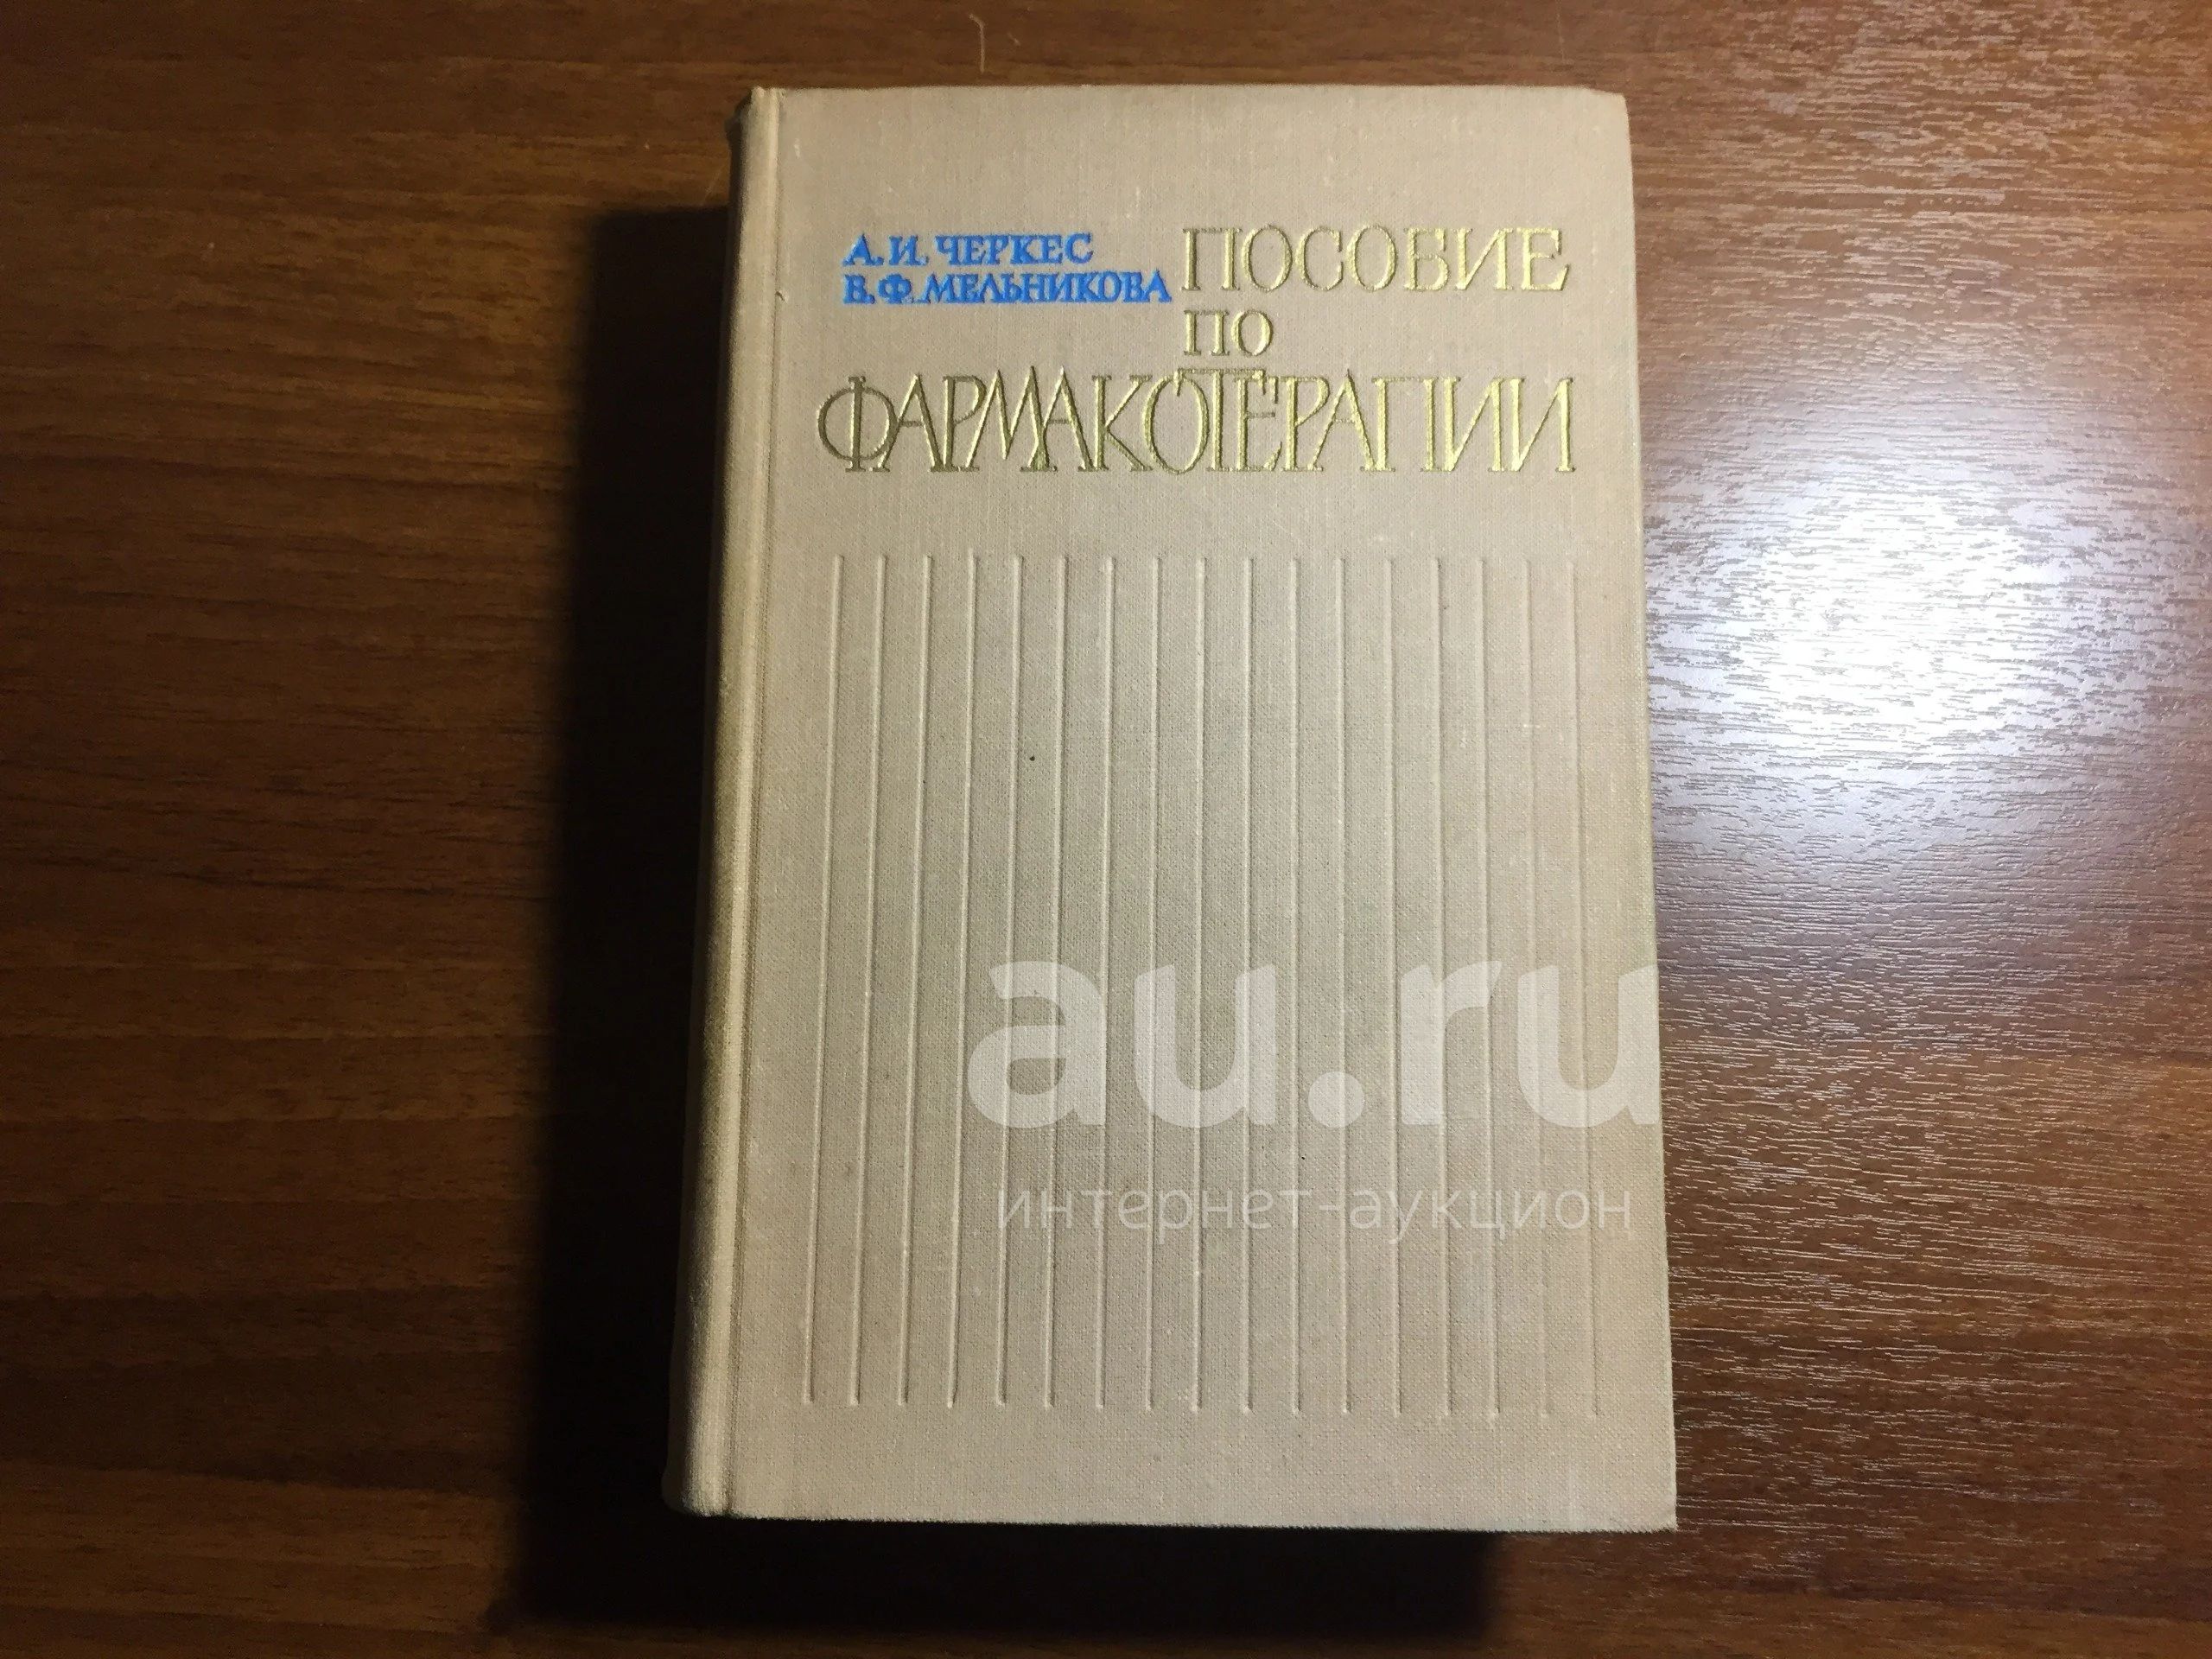 А.И. ЧЕРКЕС
В.Ф. МЕЛЬНИКОВА
ПОСОБИЕ
ПО
ФАРМАКОТЕРАПИИ
au.ru
интернет-аукцион